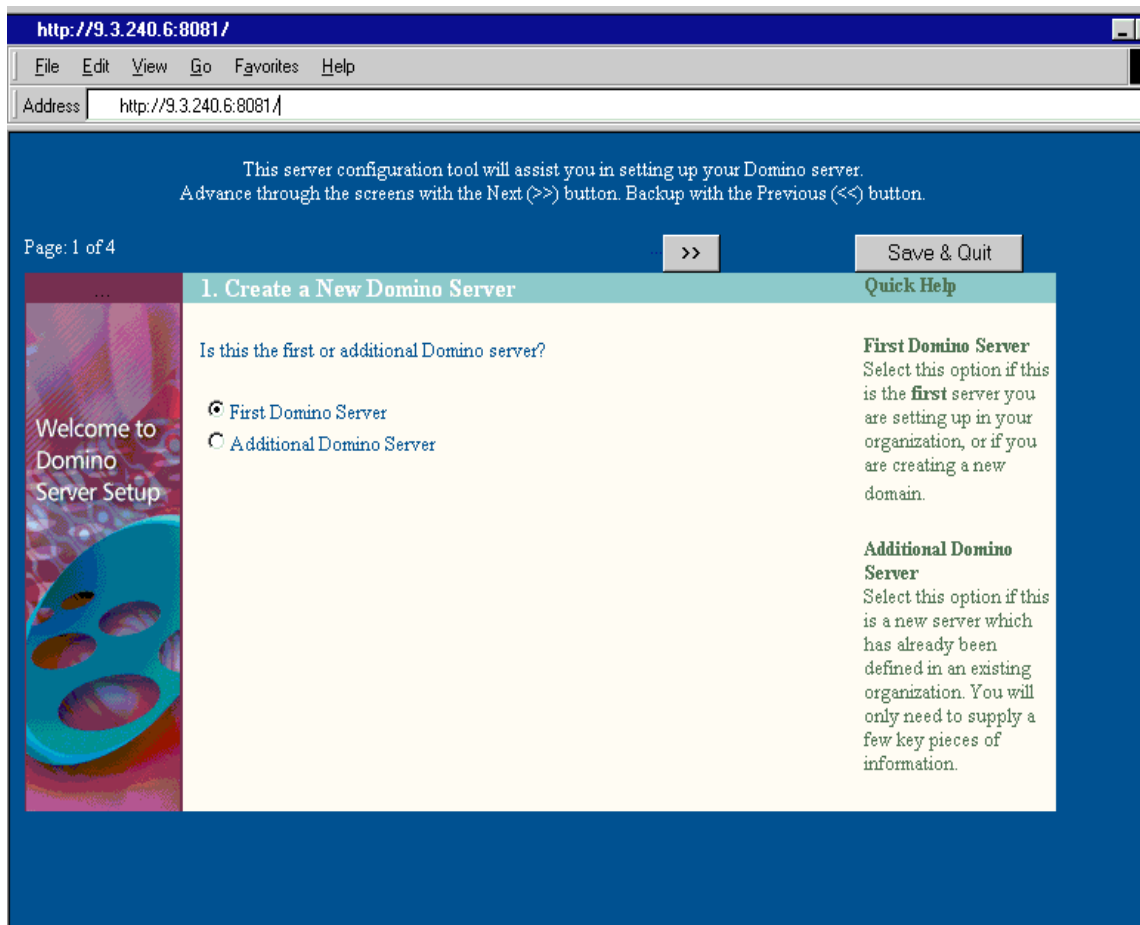 http://9.3.240.6:8081/
File Edit View Go Favorites Help
Address http://9.3.240.6:8081/
This server configuration tool will assist you in setting up your Domino server.
Advance through the screens with the Next (>>) button. Backup with the Previous (<<) button.
Page: 1 of 4
...
>>
Save & Quit
...
1. Create a New Domino Server
Is this the first or additional Domino server?
First Domino Server
Additional Domino Server
Welcome to
Domino
Server Setup
Quick Help
First Domino Server
Select this option if this
is the first server you
are setting up in your
organization, or if you
are creating a new
domain.
Additional Domino
Server
Select this option if this
is a new server which
has already been
defined in an existing
organization. You will
only need to supply a
few key pieces of
information.